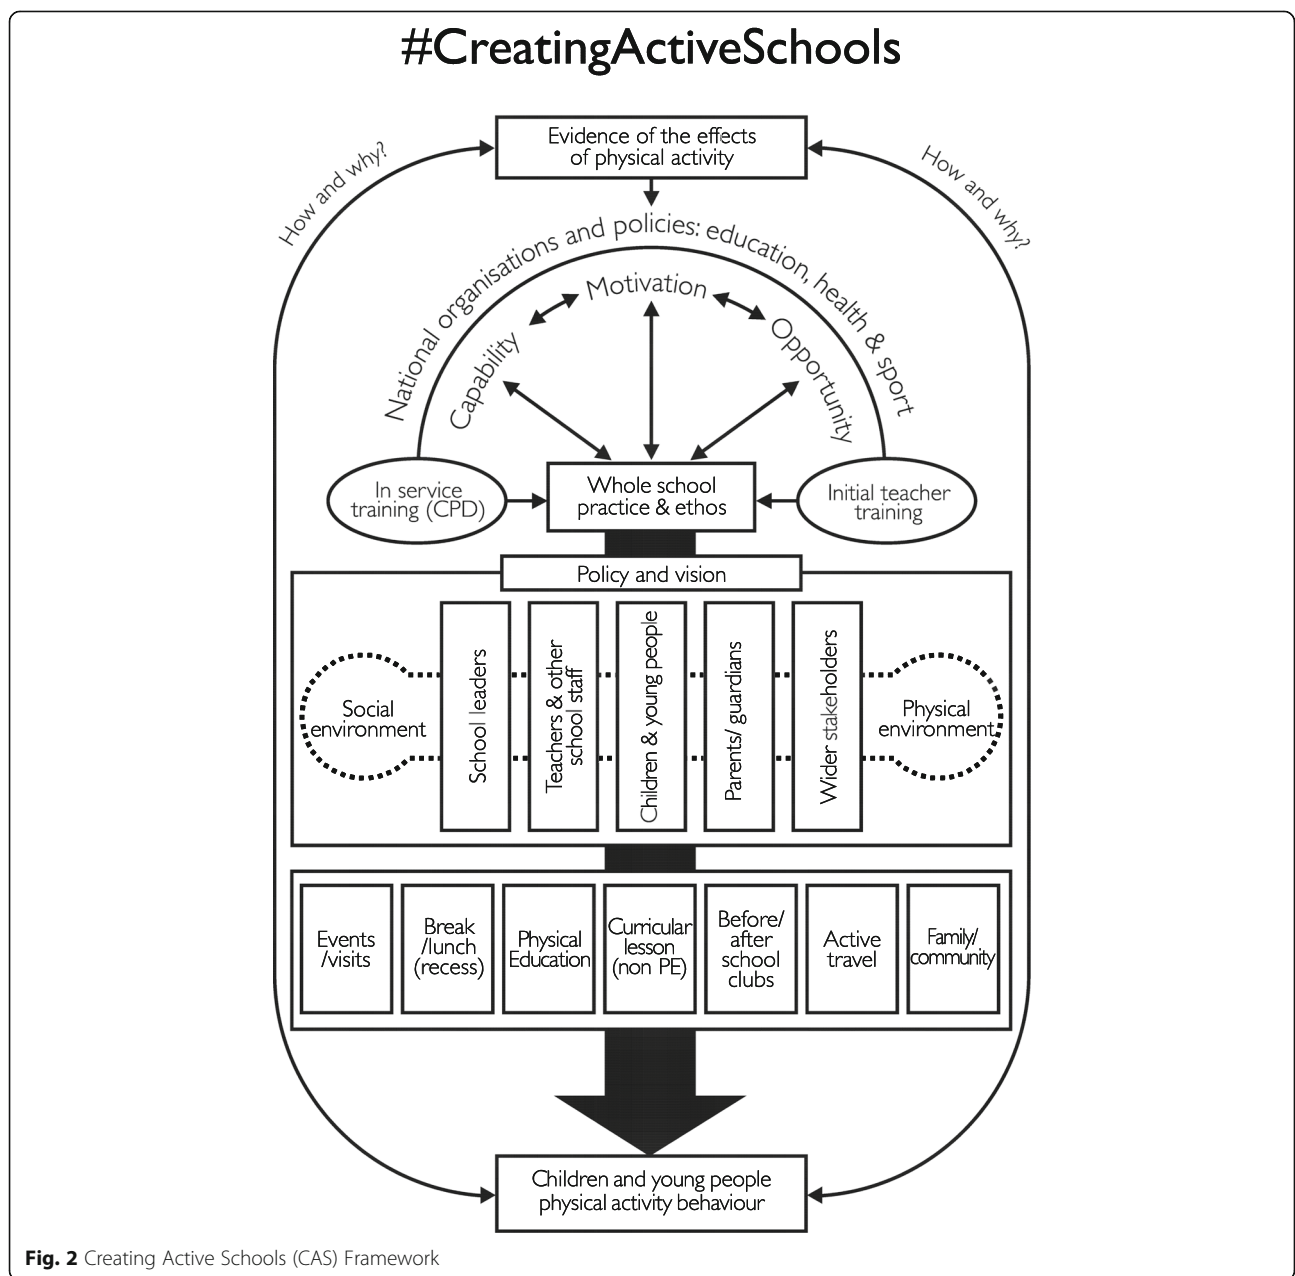 #CreatingActiveSchools
Evidence of the effects
of physical activity
How and why?
How and why?
National organisations and policies: education, health & sport
Motivation
Capability
Opportunity
In service
training (CPD)
Whole school
practice & ethos
Initial teacher
training
Policy and vision
Social
environment
School leaders
Teachers & other
school staff
Children & young people
Parents/ guardians
Wider stakeholders
Physical
environment
Events
/visits
Break
/lunch
(recess)
Physical
Education
Curricular
lesson
(non PE)
Before/
after
school
clubs
Active
travel
Family/
community
Children and young people
physical activity behaviour
Fig. 2 Creating Active Schools (CAS) Framework